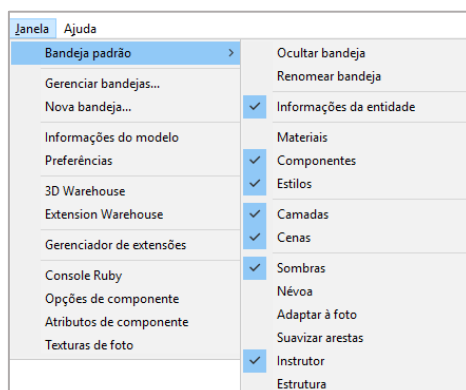 Janela Ajuda
Bandeja padrão
Gerenciar bandejas...
Nova bandeja...
Informações do modelo
Preferências
3D Warehouse
Extension Warehouse
Gerenciador de extensões
Console Ruby
Opções de componente
Atributos de componente
Texturas de foto
Ocultar bandeja
Renomear bandeja
Informações da entidade
Materiais
Componentes
Estilos
Camadas
Cenas
Sombras
Névoa
Adaptar à foto
Suavizar arestas
Instrutor
Estrutura